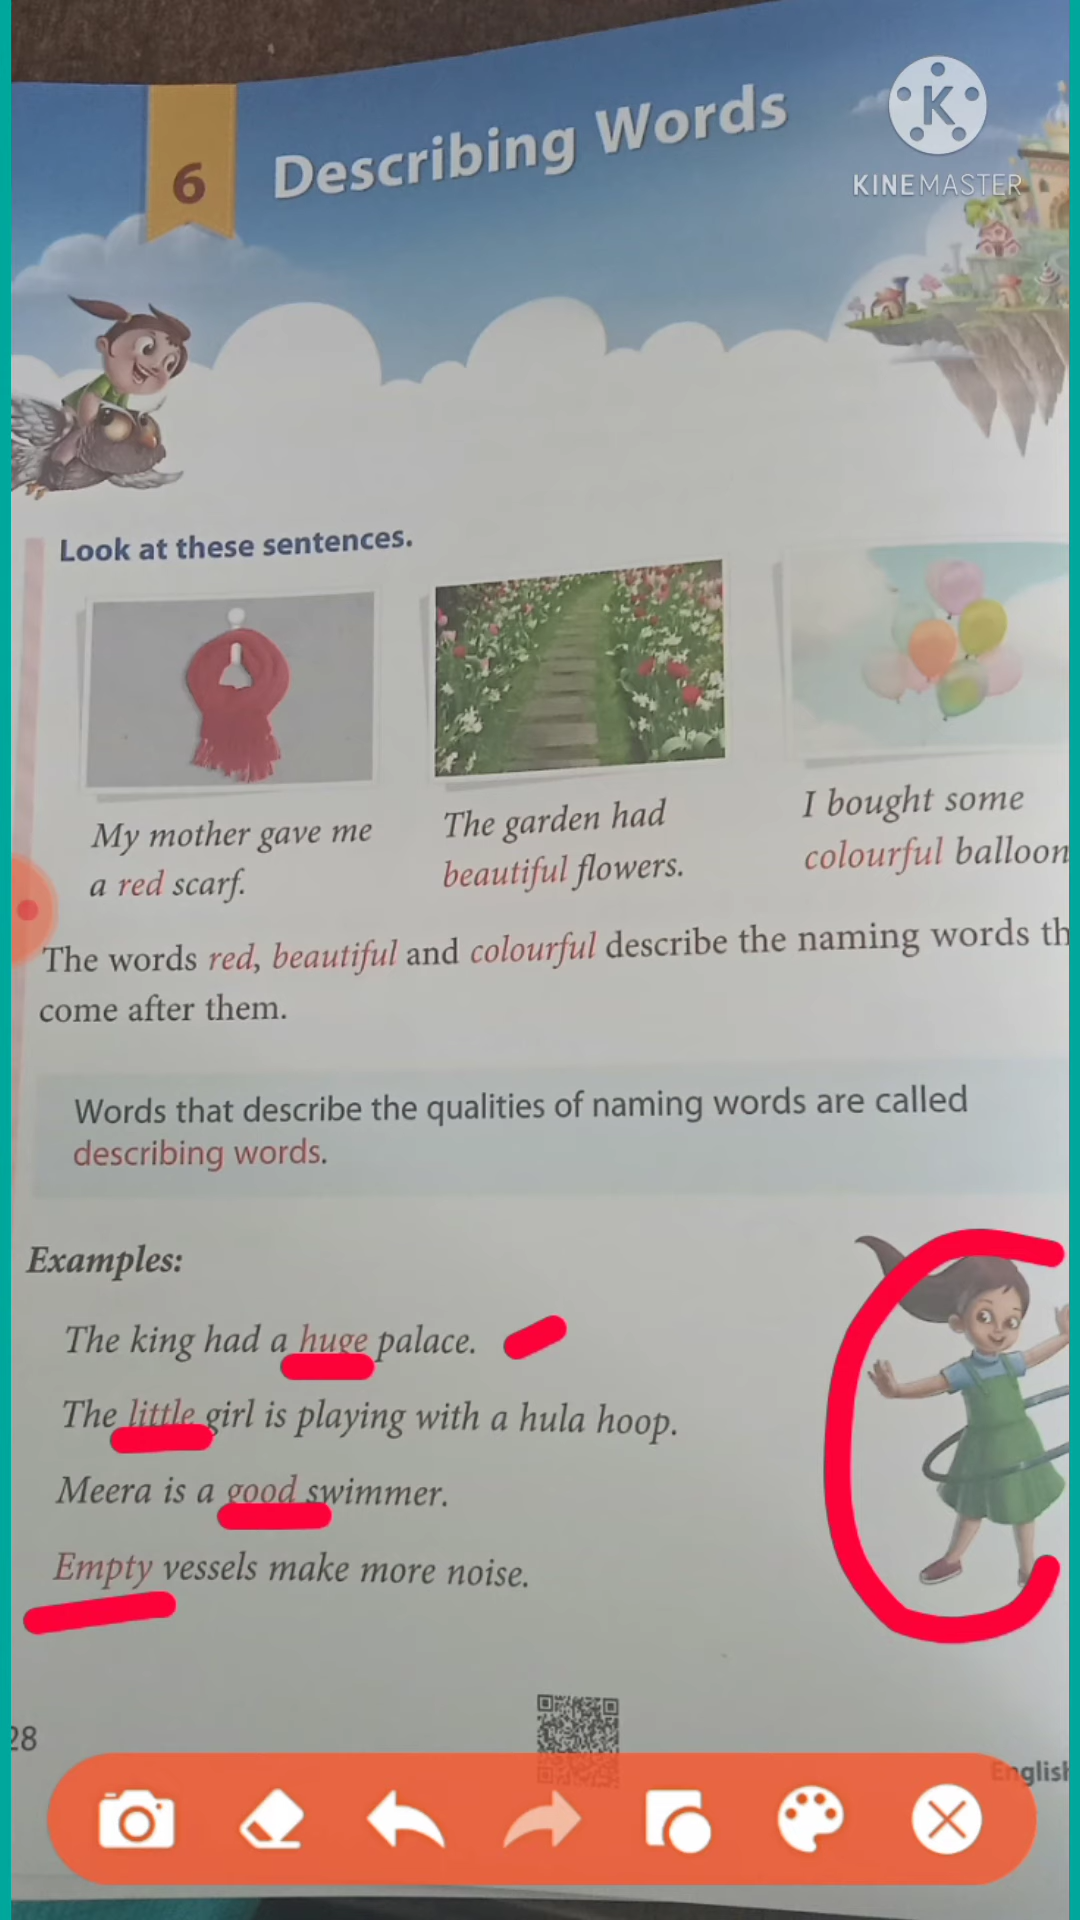 6 Describing Words
K
KINEMASTER
Look at these sentences.
My mother gave me
a red scarf.
The garden had
beautiful flowers.
I bought some
colourful balloon
The words red, beautiful and colourful describe the naming words th
come after them.
Words that describe the qualities of naming words are called
describing words.
Examples:
The king had a huge palace.
The little girl is playing with a hula hoop.
Meera is a good swimmer.
Empty vessels make more noise.
28
English